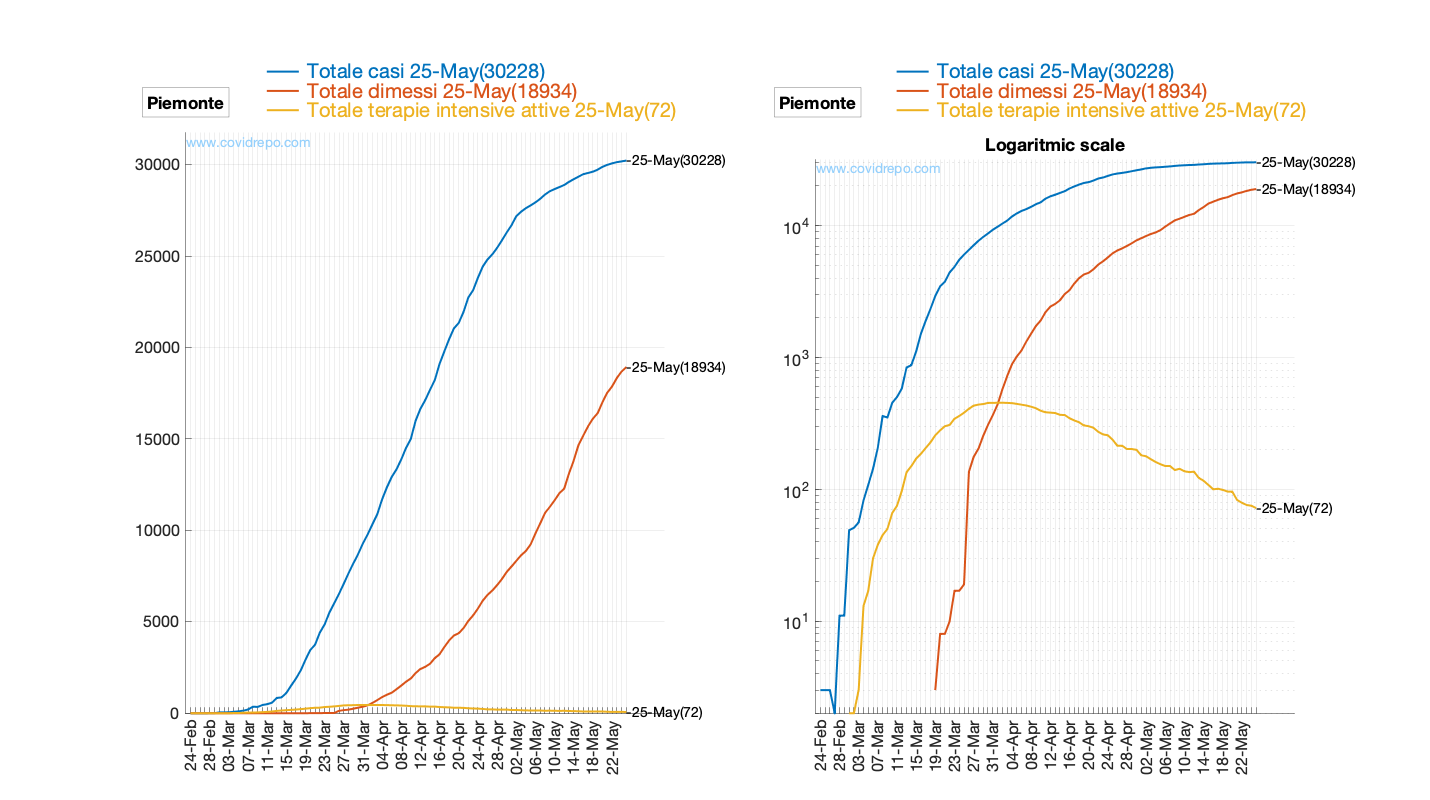 Totale casi 25-May(30228)
Totale dimessi 25-May(18934)
Totale terapie intensive attive 25-May(72)
Piemonte
www.covidrepo.com
30000
25000
20000
15000
10000
5000
0
25-May(30228)
25-May(18934)
25-May(72)
24-Feb
28-Feb
03-Mar
07-Mar
11-Mar
15-Mar
19-Mar
23-Mar
27-Mar
31-Mar
04-Apr
08-Apr
12-Apr
16-Apr
20-Apr
24-Apr
28-Apr
02-May
06-May
10-May
14-May
18-May
22-May
Totale casi 25-May(30228)
Totale dimessi 25-May(18934)
Totale terapie intensive attive 25-May(72)
Piemonte
Logaritmic scale
www.covidrepo.com
10^4
10^3
10^2
10^1
25-May(30228)
25-May(18934)
25-May(72)
24-Feb
28-Feb
03-Mar
07-Mar
11-Mar
15-Mar
19-Mar
23-Mar
27-Mar
31-Mar
04-Apr
08-Apr
12-Apr
16-Apr
20-Apr
24-Apr
28-Apr
02-May
06-May
10-May
14-May
18-May
22-May